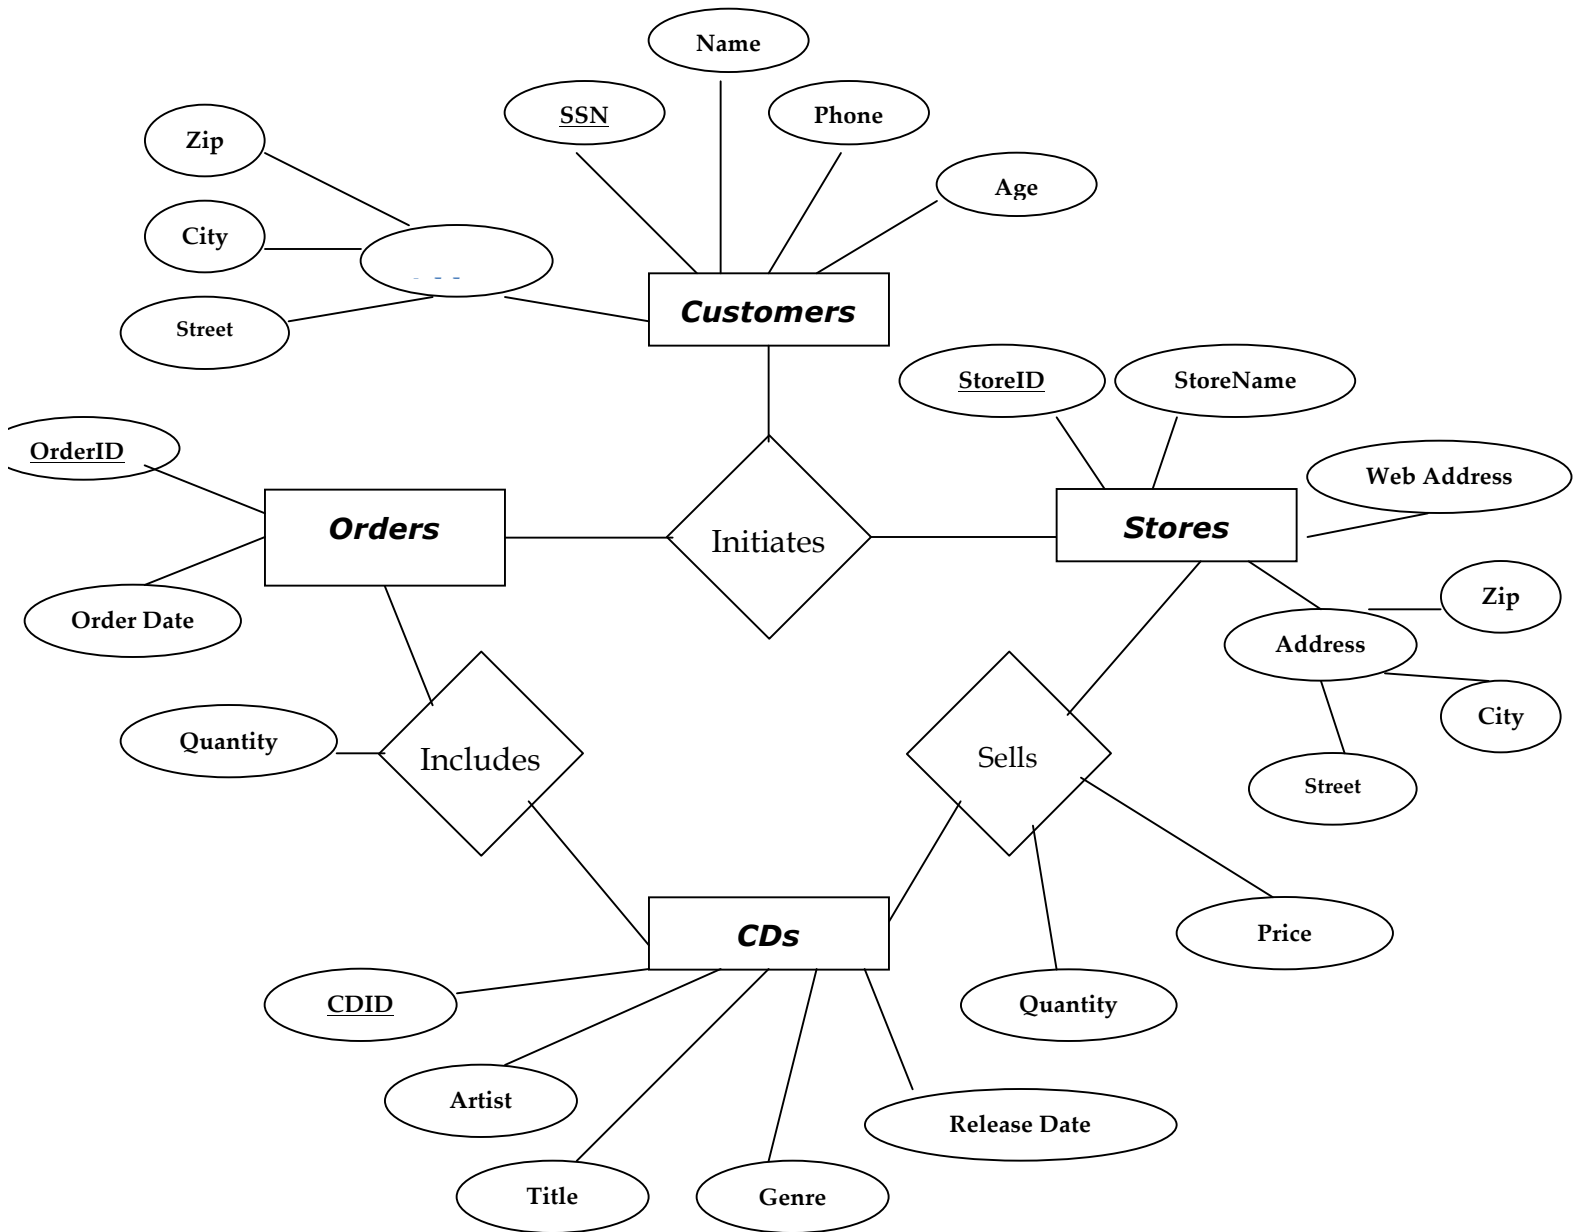 Name
SSN
Phone
Zip
Age
City
Customers
Street
StoreID
StoreName
OrderID
Web Address
Orders
Initiates
Stores
Zip
Order Date
Address
City
Quantity
Includes
Sells
Street
Price
CDs
CDID
Quantity
Artist
Release Date
Title
Genre